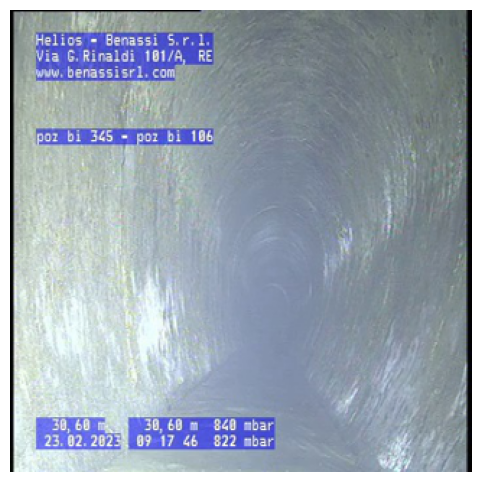 Helios - Benassi S.r.l.
Via G.Rinaldi 101/A, RE
www.benassisrl.com
poz bi 345 - poz bi 106
30,60 m 30,60 m 840 mbar
23.02.2023 09 17 46 822 mbar